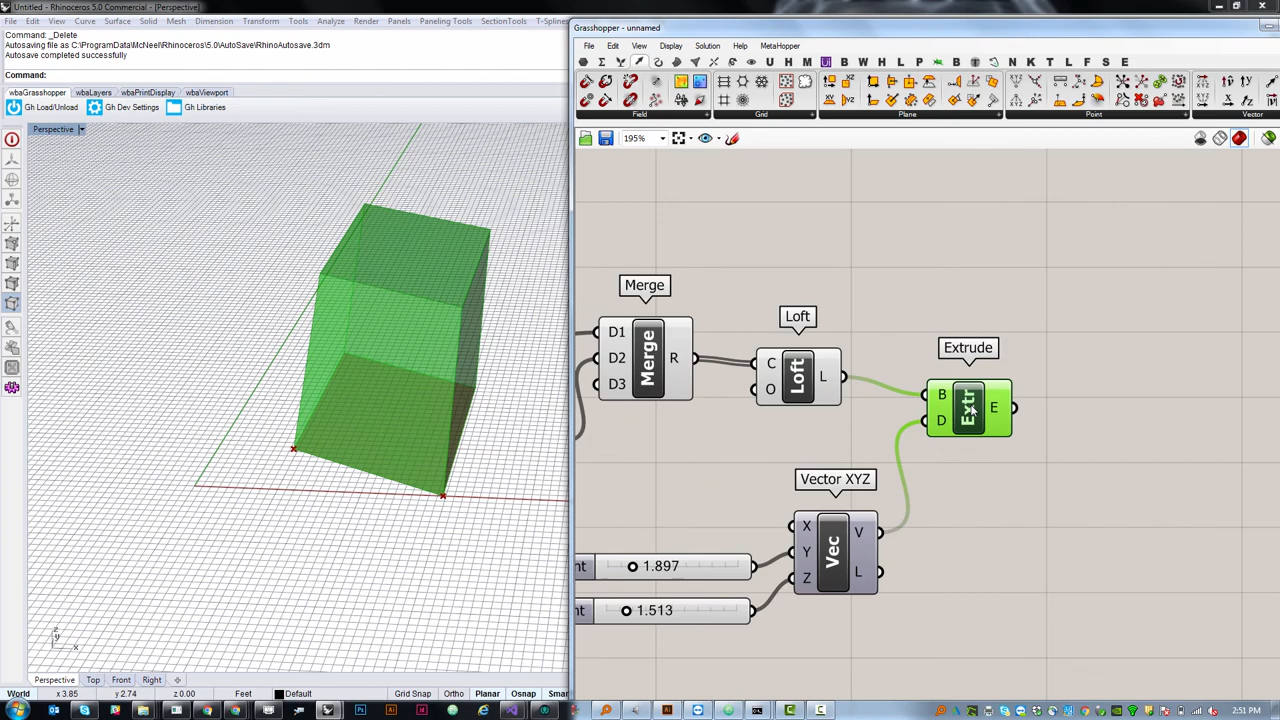 Untitled - Rhinoceros 5.0 Commercial - [Perspective]
File Edit View Curve Surface Solid Mesh Dimension Transform Tools Analyze Render Panels Paneling Tools SectionTools T-Splines
Command: _Delete
Autosaving file as C:\ProgramData\McNeel\Rhinoceros\5.0\AutoSave\RhinoAutosave.3dm
Autosave completed successfully
Command:
wbaGrasshopper wbaLayers wbaPrintDisplay wbaViewport
Gh Load/Unload Gh Dev Settings Gh Libraries
Perspective
z
y
x
Perspective Top Front Right
World x 3.85 y 2.74 z 0.00 Feet Default Grid Snap Ortho Planar Osnap Smar
Grasshopper - unnamed
File Edit View Display Solution Help MetaHopper
U H M U W H L P B W N K T L F S E
Field Grid Plane Point Vector
195%
Merge
D1
D2
D3
Merge
R
Loft
C
O
Loft
L
Extrude
B
D
Extr
E
Vector XYZ
X
Y
Z
Vec
V
L
nt 1.897
nt 1.513
2:51 PM